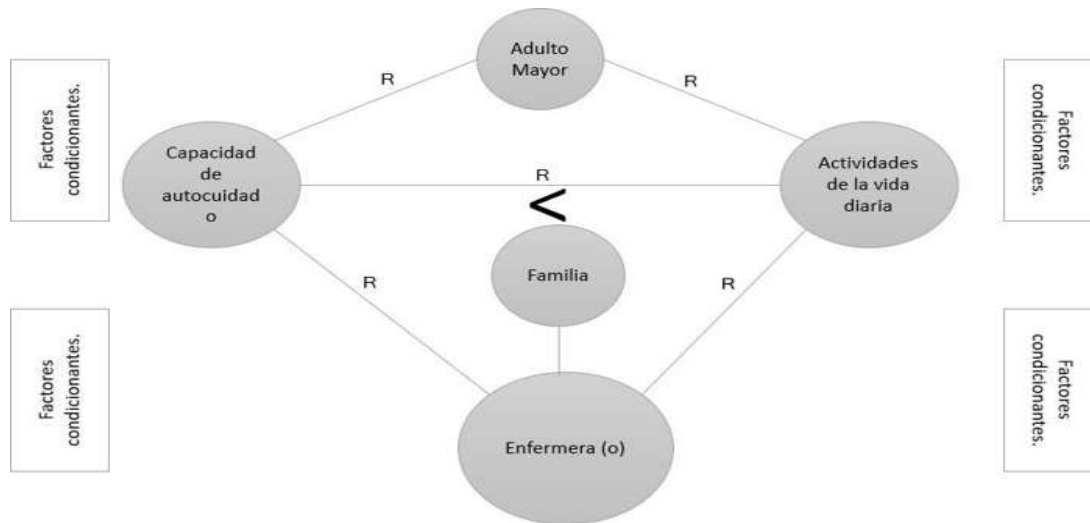 Adulto
Mayor
R
R
Factores
condicionantes.
Factores
condicionantes.
Capacidad
de
autocuidad
o
R
<
Actividades
de la vida
diaria
Familia
R
R
Factores
condicionantes.
Factores
condicionantes.
Enfermera (o)